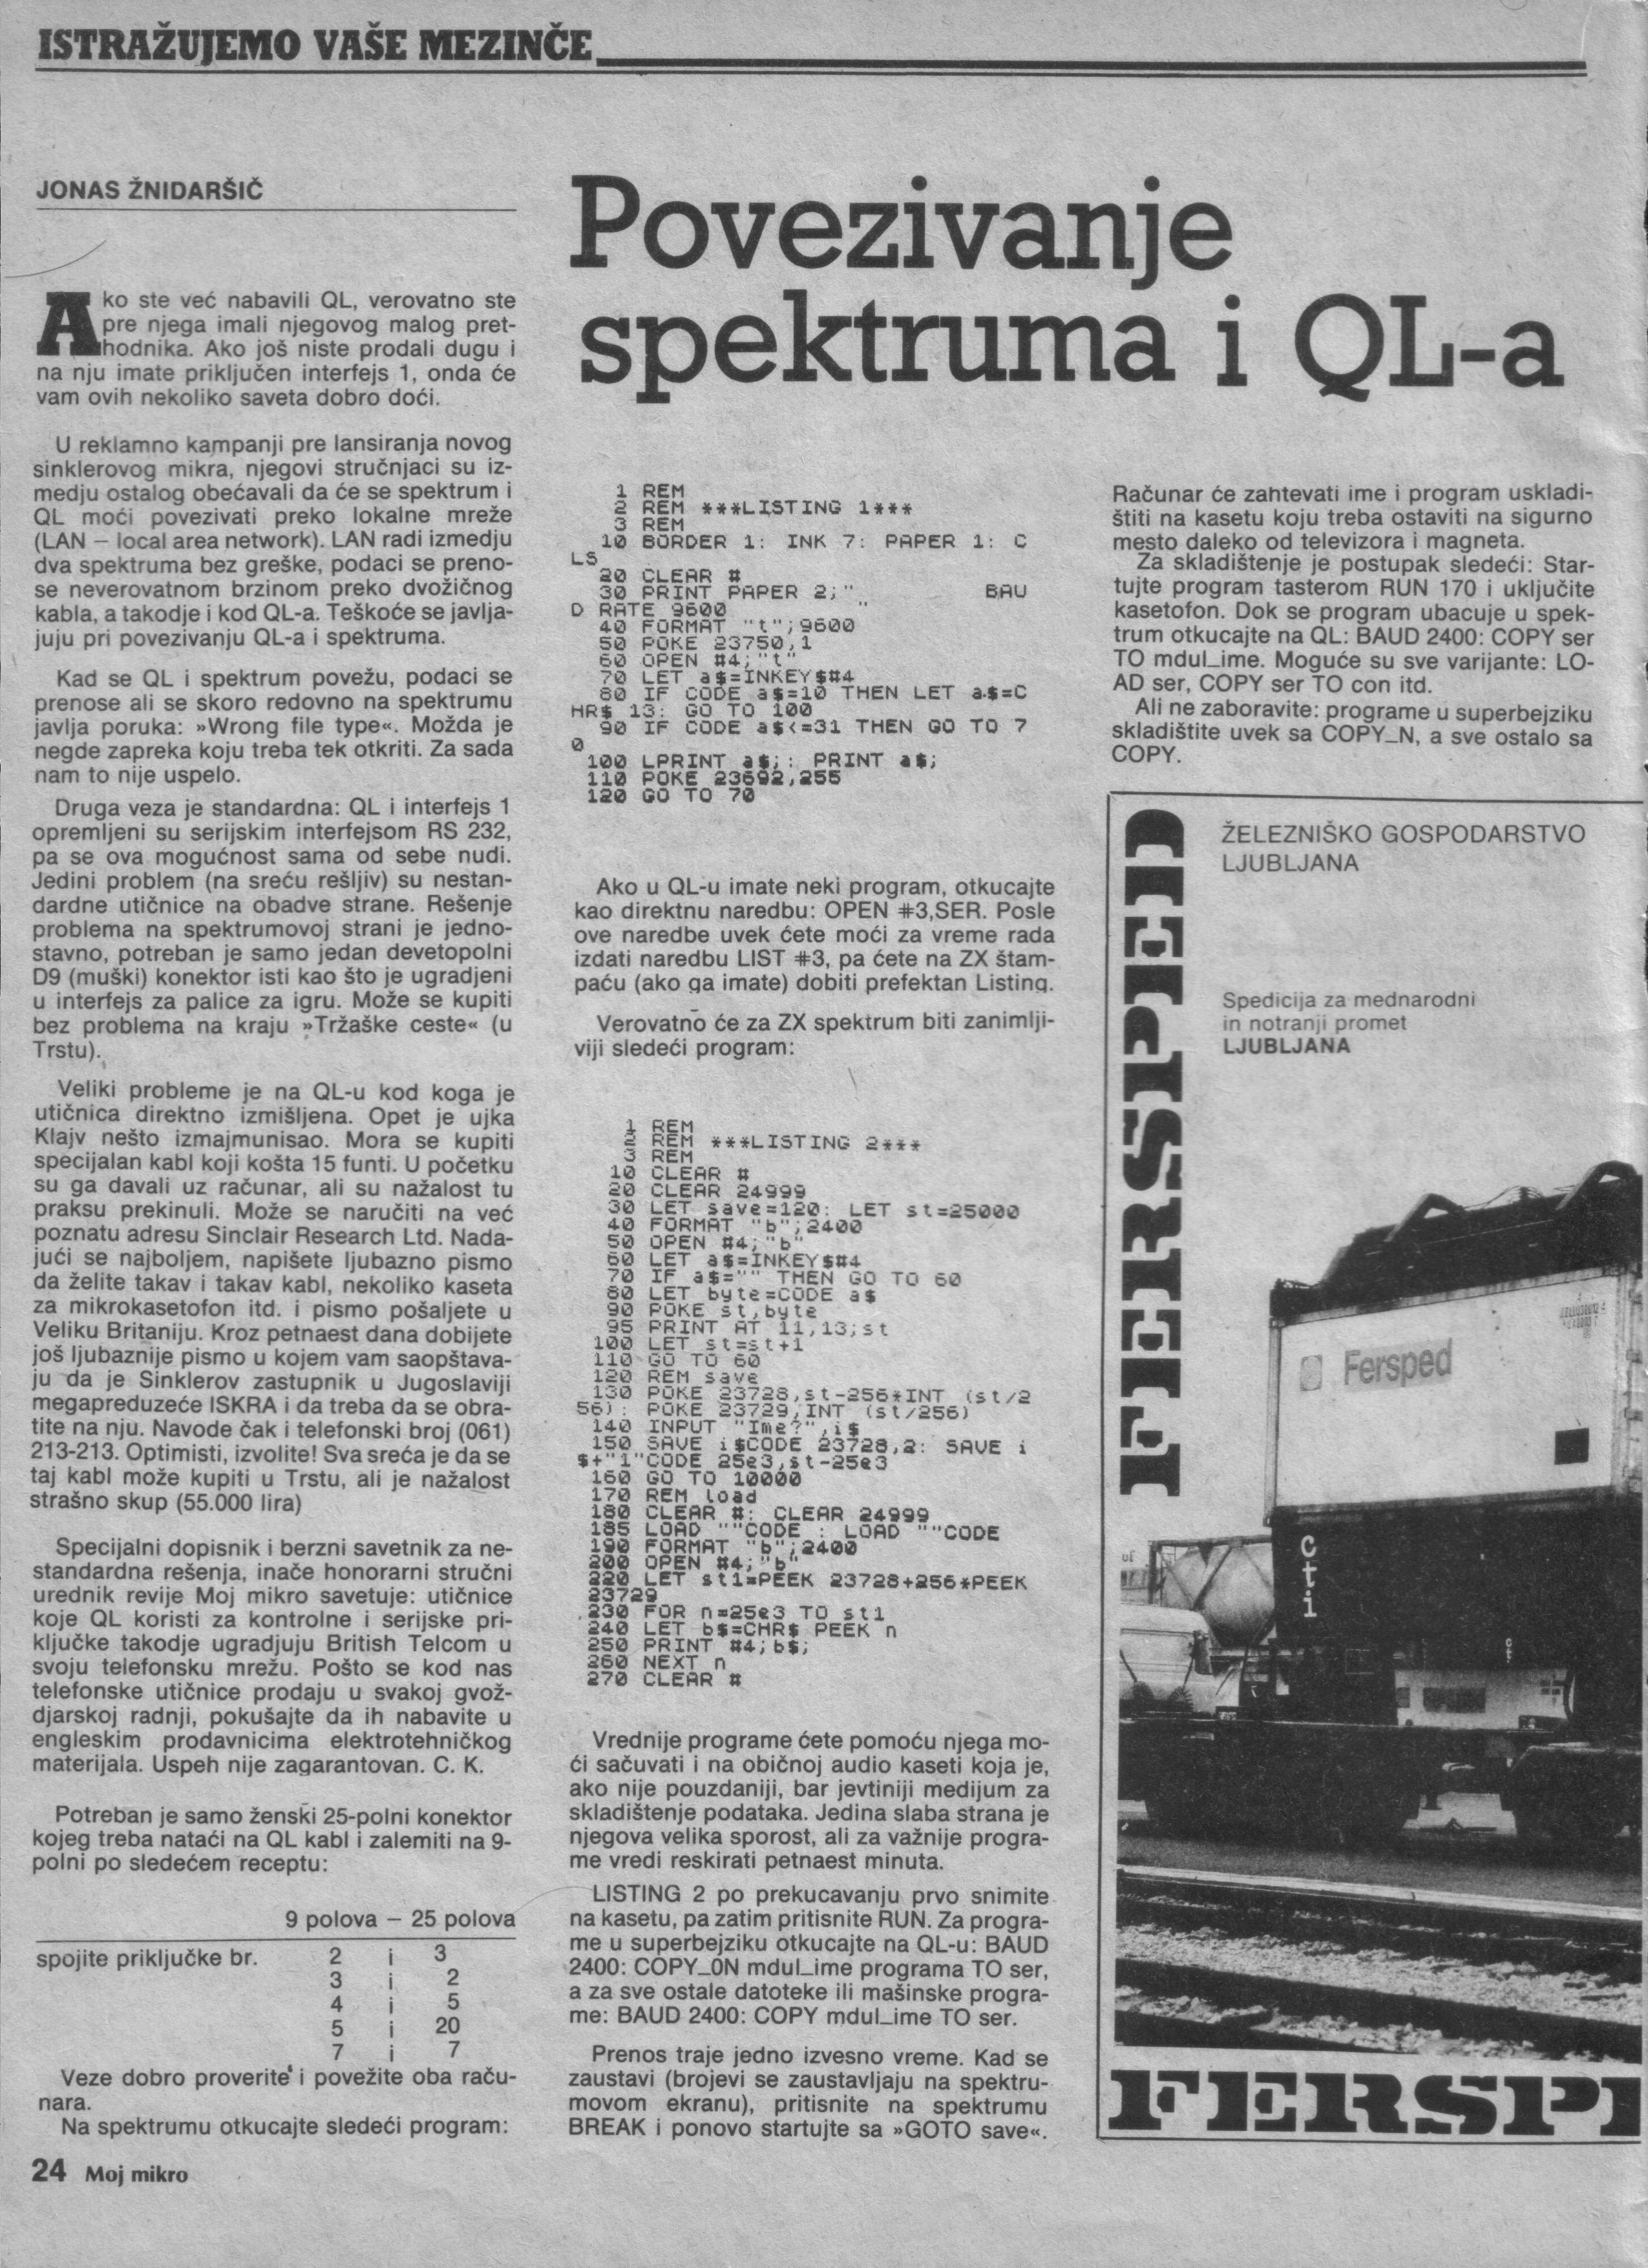 ISTRAŽUJEMO VAŠE MEZINČE
JONAS ŽNIDARŠIČ
Povezivanje
spektruma i QL-a
Ako ste već nabavili QL, verovatno ste
pre njega imali njegovog malog pret-
hodnika. Ako još niste prodali dugu i
na nju imate priključen interfejs 1, onda će
vam ovih nekoliko saveta dobro doći.
U reklamno kampanji pre lansiranja novog
sinklerovog mikra, njegovi stručnjaci su iz-
medju ostalog obećavali da će se spektrum i
QL moći povezivati preko lokalne mreže
(LAN – local area network). LAN radi izmedju
dva spektruma bez greške, podaci se preno-
se neverovatnom brzinom preko dvožičnog
kabla, a takodje i kod QL-a. Teškoće se javlja-
juju pri povezivanju QL-a i spektruma.
Kad se QL i spektrum povežu, podaci se
prenose ali se skoro redovno na spektrumu
javlja poruka: »Wrong file type«. Možda je
negde zapreka koju treba tek otkriti. Za sada
nam to nije uspelo.
Druga veza je standardna: QL i interfejs 1
opremljeni su serijskim interfejsom RS 232,
pa se ova mogućnost sama od sebe nudi.
Jedini problem (na sreću rešljiv) su nestan-
dardne utičnice na obadve strane. Rešenje
problema na spektrumovoj strani je jedno-
stavno, potreban je samo jedan devetopolni
D9 (muški) konektor isti kao što je ugradjeni
u interfejs za palice za igru. Može se kupiti
bez problema na kraju »Tržaške ceste« (u
Trstu).
Veliki probleme je na QL-u kod koga je
utičnica direktno izmišljena. Opet je ujka
Klajv nešto izmajmunisao. Mora se kupiti
specijalan kabl koji košta 15 funti. U početku
su ga davali uz računar, ali su nažalost tu
praksu prekinuli. Može se naručiti na već
poznatu adresu Sinclair Research Ltd. Nada-
jući se najboljem, napišete ljubazno pismo
da želite takav i takav kabl, nekoliko kaseta
za mikrokasetofon itd. i pismo pošaljete u
Veliku Britaniju. Kroz petnaest dana dobijete
još ljubaznije pismo u kojem vam saopštava-
ju da je Sinklerov zastupnik u Jugoslaviji
megapreduzeće ISKRA i da treba da se obra-
tite na nju. Navode čak i telefonski broj (061)
213-213. Optimisti, izvolite! Sva sreća je da se
taj kabl može kupiti u Trstu, ali je nažalost
strašno skup (55.000 lira)
Specijalni dopisnik i berzni savetnik za ne-
standardna rešenja, inače honorarni stručni
urednik revije Moj mikro savetuje: utičnice
koje QL koristi za kontrolne i serijske pri-
ključke takodje ugradjuju British Telcom u
svoju telefonsku mrežu. Pošto se kod nas
telefonske utičnice prodaju u svakoj gvož-
djarskoj radnji, pokušajte da ih nabavite u
engleskim prodavnicima elektrotehničkog
materijala. Uspeh nije zagarantovan. C. K.
Potreban je samo ženski 25-polni konektor
kojeg treba nataći na QL kabl i zalemiti na 9-
polni po sledećem receptu:
9 polova – 25 polova
spojite priključke br. 2 i 3
3 i 2
4 i 5
5 i 20
7 i 7
Veze dobro proverite i povežite oba raču-
nara.
Na spektrumu otkucajte sledeći program:
1 REM
2 REM ***LISTING 1***
3 REM
10 BORDER 1: INK 7: PAPER 1: C
LS
20 CLEAR #
30 PRINT PAPER 2;" BAU
D RATE 9600 "
40 FORMAT "t";9600
50 POKE 23750,1
60 OPEN #4;"t"
70 LET a$=INKEY$#4
80 IF CODE a$=10 THEN LET a$=C
HR$ 13: GO TO 100
90 IF CODE a$<=31 THEN GO TO 7
0
100 LPRINT a$;: PRINT a$;
110 POKE 23692,255
120 GO TO 70
Ako u QL-u imate neki program, otkucajte
kao direktnu naredbu: OPEN #3,SER. Posle
ove naredbe uvek ćete moći za vreme rada
izdati naredbu LIST #3, pa ćete na ZX štam-
paću (ako ga imate) dobiti prefektan Listing.
Verovatno će za ZX spektrum biti zanimlji-
viji sledeći program:
1 REM
2 REM ***LISTING 2***
3 REM
10 CLEAR #
20 CLEAR 24999
30 LET save=120: LET st=25000
40 FORMAT "b";2400
50 OPEN #4;"b"
60 LET a$=INKEY$#4
70 IF a$="" THEN GO TO 60
80 LET byte=CODE a$
90 POKE st,byte
95 PRINT AT 11,13;st
100 LET st=st+1
110 GO TO 60
120 REM save
130 POKE 23728,st-256*INT (st/2
56): POKE 23729,INT (st/256)
140 INPUT "Ime?",i$
150 SAVE i$CODE 23728,2: SAVE i
$+"1"CODE 25e3,st-25e3
160 GO TO 10000
170 REM load
180 CLEAR #: CLEAR 24999
185 LOAD ""CODE : LOAD ""CODE
190 FORMAT "b";2400
200 OPEN #4;"b"
220 LET st1=PEEK 23728+256*PEEK
23729
230 FOR n=25e3 TO st1
240 LET b$=CHR$ PEEK n
250 PRINT #4;b$;
260 NEXT n
270 CLEAR #
Vrednije programe ćete pomoću njega mo-
ći sačuvati i na običnoj audio kaseti koja je,
ako nije pouzdaniji, bar jevtiniji medijum za
skladištenje podataka. Jedina slaba strana je
njegova velika sporost, ali za važnije progra-
me vredi reskirati petnaest minuta.
LISTING 2 po prekucavanju prvo snimite
na kasetu, pa zatim pritisnite RUN. Za progra-
me u superbejziku otkucajte na QL-u: BAUD
2400: COPY_0N mdul_ime programa TO ser,
a za sve ostale datoteke ili mašinske progra-
me: BAUD 2400: COPY mdul_ime TO ser.
Prenos traje jedno izvesno vreme. Kad se
zaustavi (brojevi se zaustavljaju na spektru-
movom ekranu), pritisnite na spektrumu
BREAK i ponovo startujte sa »GOTO save«.
Računar će zahtevati ime i program uskladi-
štiti na kasetu koju treba ostaviti na sigurno
mesto daleko od televizora i magneta.
Za skladištenje je postupak sledeći: Star-
tujte program tasterom RUN 170 i uključite
kasetofon. Dok se program ubacuje u spek-
trum otkucajte na QL: BAUD 2400: COPY ser
TO mdul_ime. Moguće su sve varijante: LO-
AD ser, COPY ser TO con itd.
Ali ne zaboravite: programe u superbejziku
skladištite uvek sa COPY_N, a sve ostalo sa
COPY.
FERSPED
ŽELEZNIŠKO GOSPODARSTVO
LJUBLJANA
Spedicija za mednarodni
in notranji promet
LJUBLJANA
Fersped
cti
FERSPE
24 Moj mikro